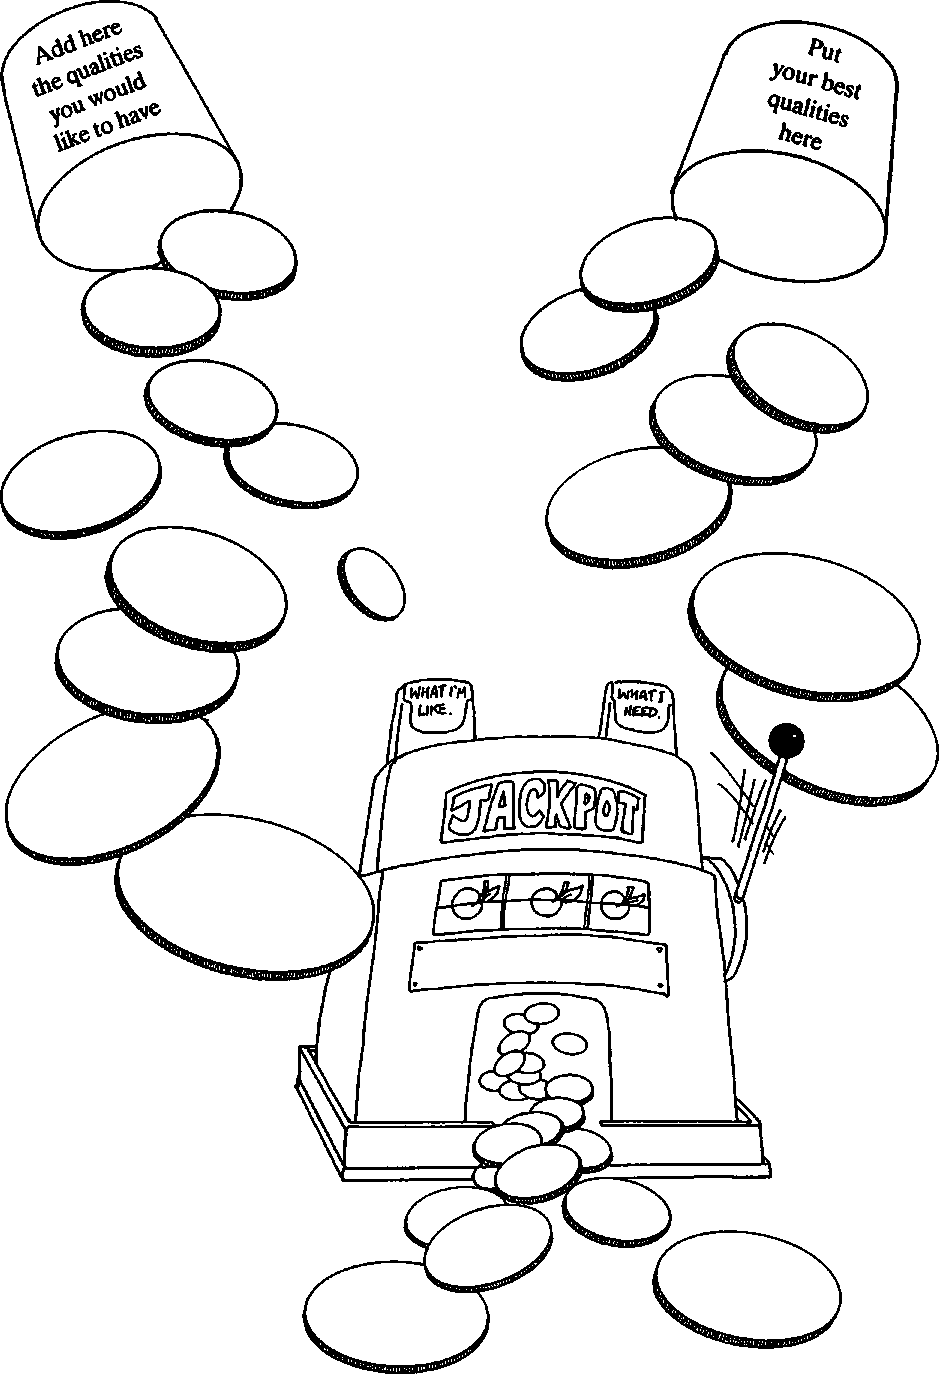 Add here
the qualities
you would
like to have
Put
your best
qualities
here
WHAT I'M
LIKE.
WHAT I
NEED.
JACKPOT